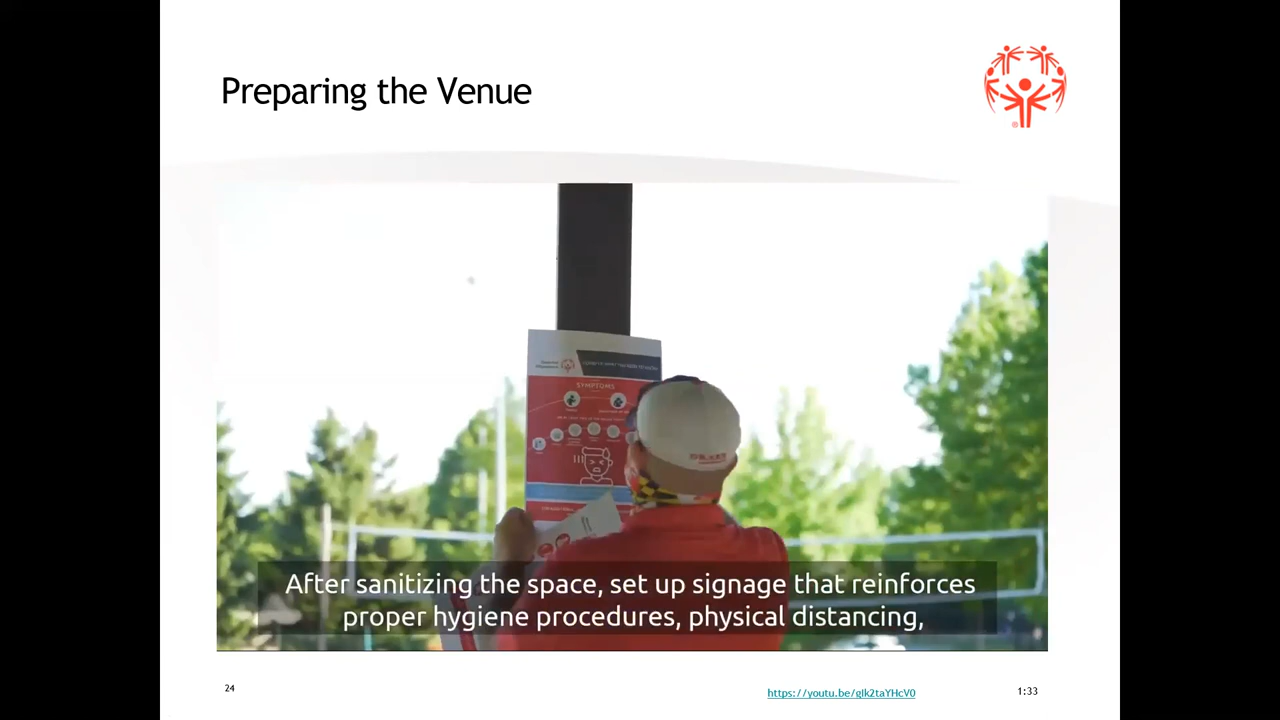 Preparing the Venue
SYMPTOMS
After sanitizing the space, set up signage that reinforces
proper hygiene procedures, physical distancing,
24
https://youtu.be/glk2taYHcV0
1:33